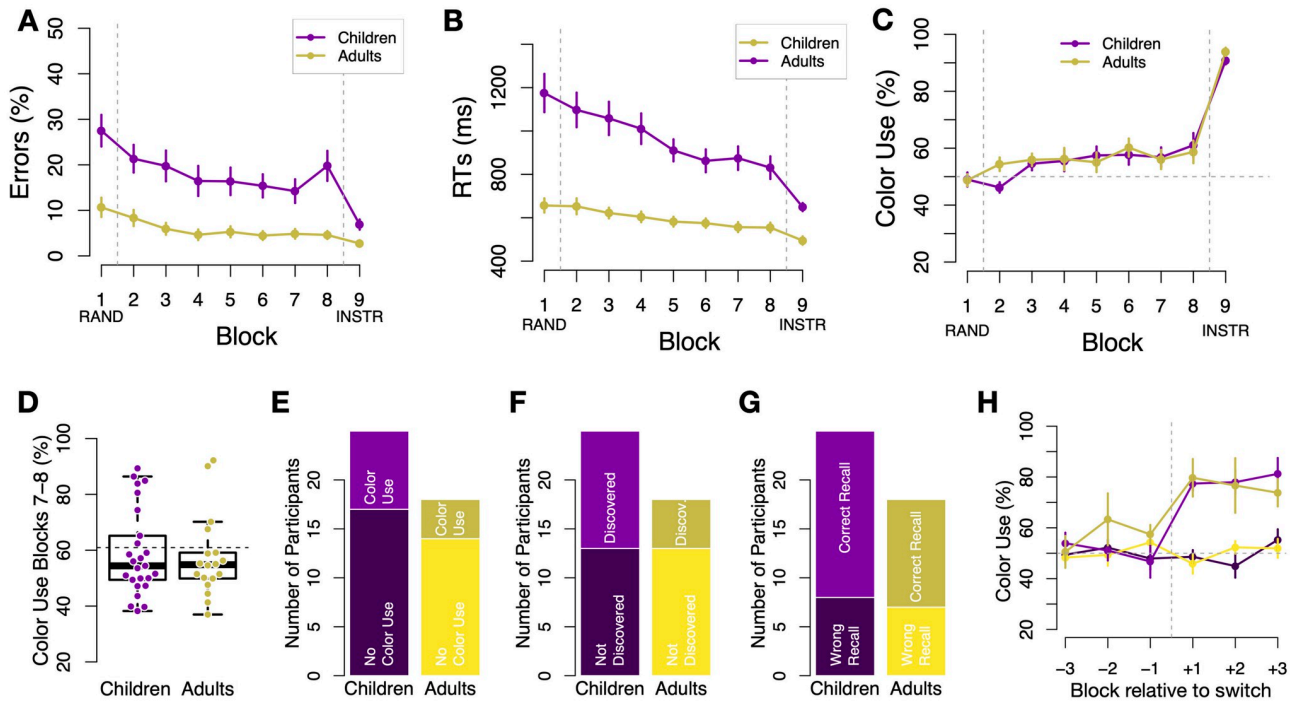 A
Errors (%)
0 10 20 30 40 50
Children
Adults
1 2 3 4 5 6 7 8 9
RAND
INSTR
Block
B
RTs (ms)
400 800 1200
Children
Adults
1 2 3 4 5 6 7 8 9
RAND
INSTR
Block
C
Color Use (%)
20 40 60 80 100
Children
Adults
1 2 3 4 5 6 7 8 9
RAND
INSTR
Block
D
Color Use Blocks 7–8 (%)
20 40 60 80 100
Children Adults
E
Number of Participants
0 5 10 15 20
No
Color Use
Color
Use
No
Color Use
Color
Use
Children Adults
F
Number of Participants
0 5 10 15 20
Not
Discovered
Discovered
Not
Discovered
Discov.
Children Adults
G
Number of Participants
0 5 10 15 20
Wrong
Recall
Correct Recall
Wrong
Recall
Correct Recall
Children Adults
H
Color Use (%)
20 40 60 80 100
−3 −2 −1 +1 +2 +3
Block relative to switch